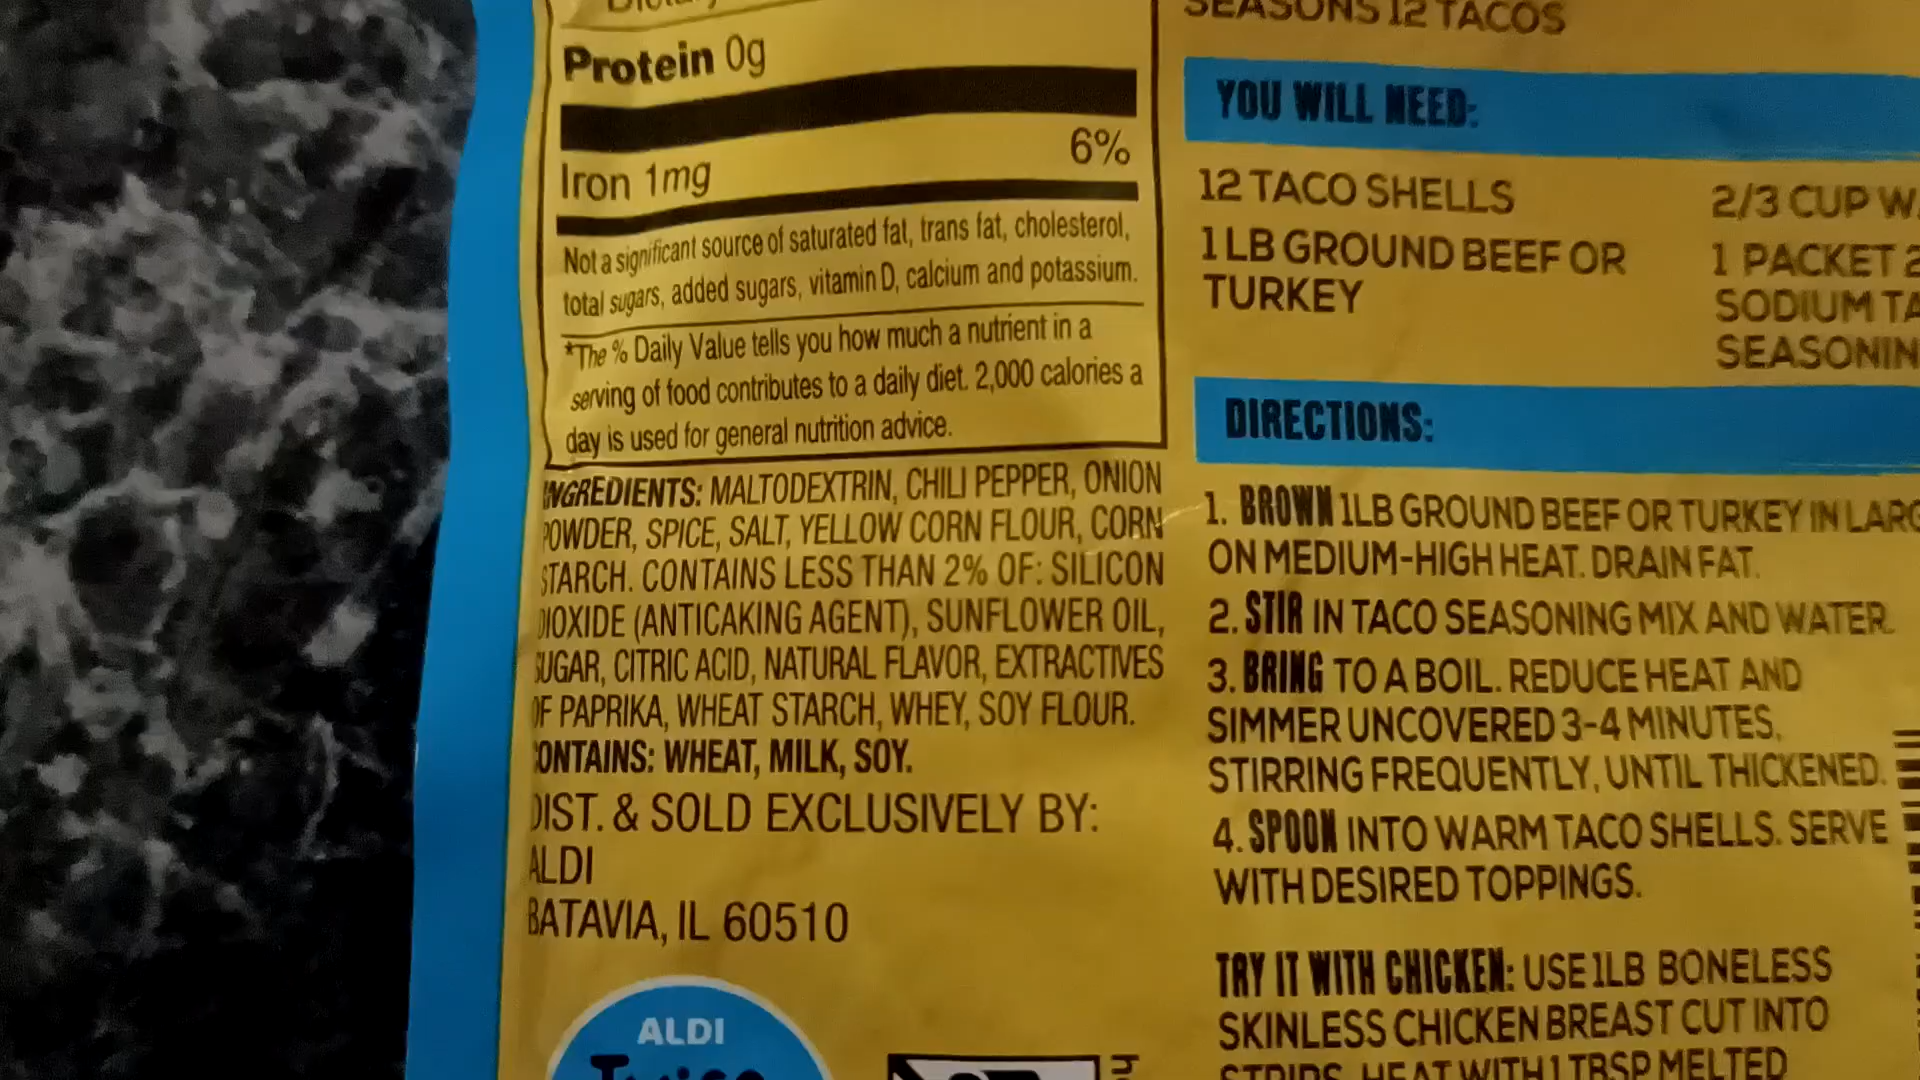 Protein 0g
Iron 1mg 6%
Not a significant source of saturated fat, trans fat, cholesterol,
total sugars, added sugars, vitamin D, calcium and potassium.
*The % Daily Value tells you how much a nutrient in a
serving of food contributes to a daily diet. 2,000 calories a
day is used for general nutrition advice.
INGREDIENTS: MALTODEXTRIN, CHILI PEPPER, ONION
POWDER, SPICE, SALT, YELLOW CORN FLOUR, CORN
STARCH. CONTAINS LESS THAN 2% OF: SILICON
DIOXIDE (ANTICAKING AGENT), SUNFLOWER OIL,
SUGAR, CITRIC ACID, NATURAL FLAVOR, EXTRACTIVES
OF PAPRIKA, WHEAT STARCH, WHEY, SOY FLOUR.
CONTAINS: WHEAT, MILK, SOY.
DIST. & SOLD EXCLUSIVELY BY:
ALDI
BATAVIA, IL 60510
ALDI
SEASONS 12 TACOS
YOU WILL NEED:
12 TACO SHELLS
1 LB GROUND BEEF OR
TURKEY
2/3 CUP
1 PACKET
SODIUM
DIRECTIONS:
1. BROWN 1LB GROUND BEEF OR TURKEY IN
ON MEDIUM-HIGH HEAT. DRAIN FAT.
2. STIR IN TACO SEASONING MIX AND WATER.
3. BRING TO A BOIL. REDUCE HEAT AND
SIMMER UNCOVERED 3-4 MINUTES,
STIRRING FREQUENTLY, UNTIL THICKENED.
4. SPOON INTO WARM TACO SHELLS. SERVE
WITH DESIRED TOPPINGS.
TRY IT WITH CHICKEN: USE 1LB BONELESS
SKINLESS CHICKEN BREAST CUT INTO
STRIPS. HEAT WITH 1 TBSP MELTED